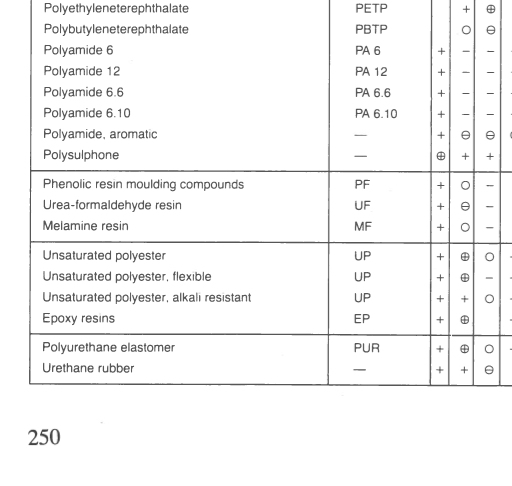 Polyethyleneterephthalate PETP + ⊕
Polybutyleneterephthalate PBTP O ⊖
Polyamide 6 PA 6 + – –
Polyamide 12 PA 12 + – –
Polyamide 6.6 PA 6.6 + – –
Polyamide 6.10 PA 6.10 + – –
Polyamide, aromatic — + ⊖ ⊖
Polysulphone — ⊕ + +
Phenolic resin moulding compounds PF + O –
Urea-formaldehyde resin UF + ⊖ –
Melamine resin MF + O –
Unsaturated polyester UP + ⊕ O
Unsaturated polyester, flexible UP + ⊕ –
Unsaturated polyester, alkali resistant UP + + O
Epoxy resins EP + ⊕
Polyurethane elastomer PUR + ⊕ O
Urethane rubber — + + ⊖
250